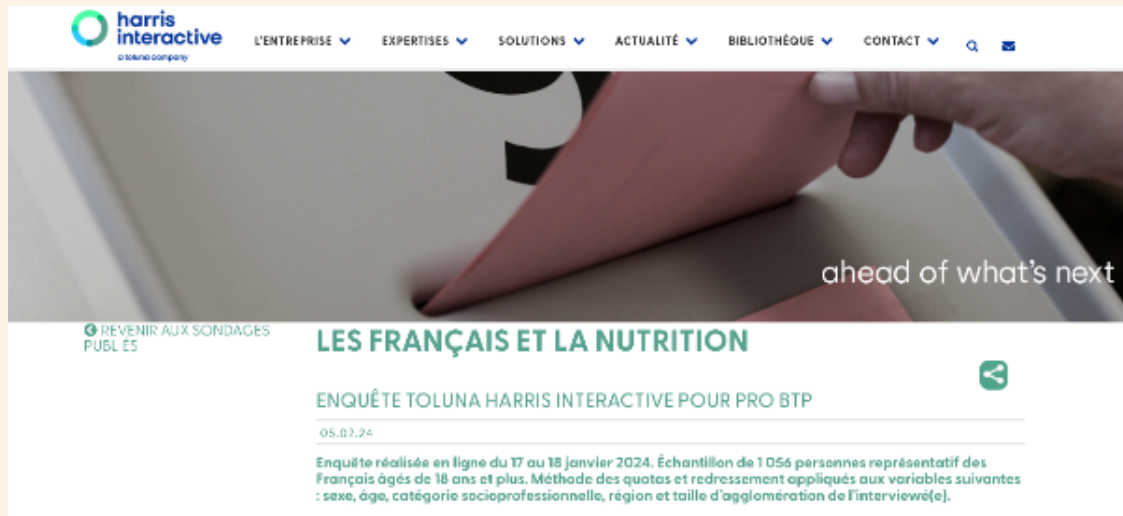 harris
interactive
a toluna company
L'ENTREPRISE
EXPERTISES
SOLUTIONS
ACTUALITÉ
BIBLIOTHÈQUE
CONTACT
ahead of what's next
REVENIR AUX SONDAGES
PUBLIÉS
LES FRANÇAIS ET LA NUTRITION
ENQUÊTE TOLUNA HARRIS INTERACTIVE POUR PRO BTP
05.02.24
Enquête réalisée en ligne du 17 au 18 janvier 2024. Échantillon de 1 056 personnes représentatif des
Français âgés de 18 ans et plus. Méthode des quotas et redressement appliqués aux variables suivantes
: sexe, âge, catégorie socioprofessionnelle, région et taille d'agglomération de l'interviewé(e).